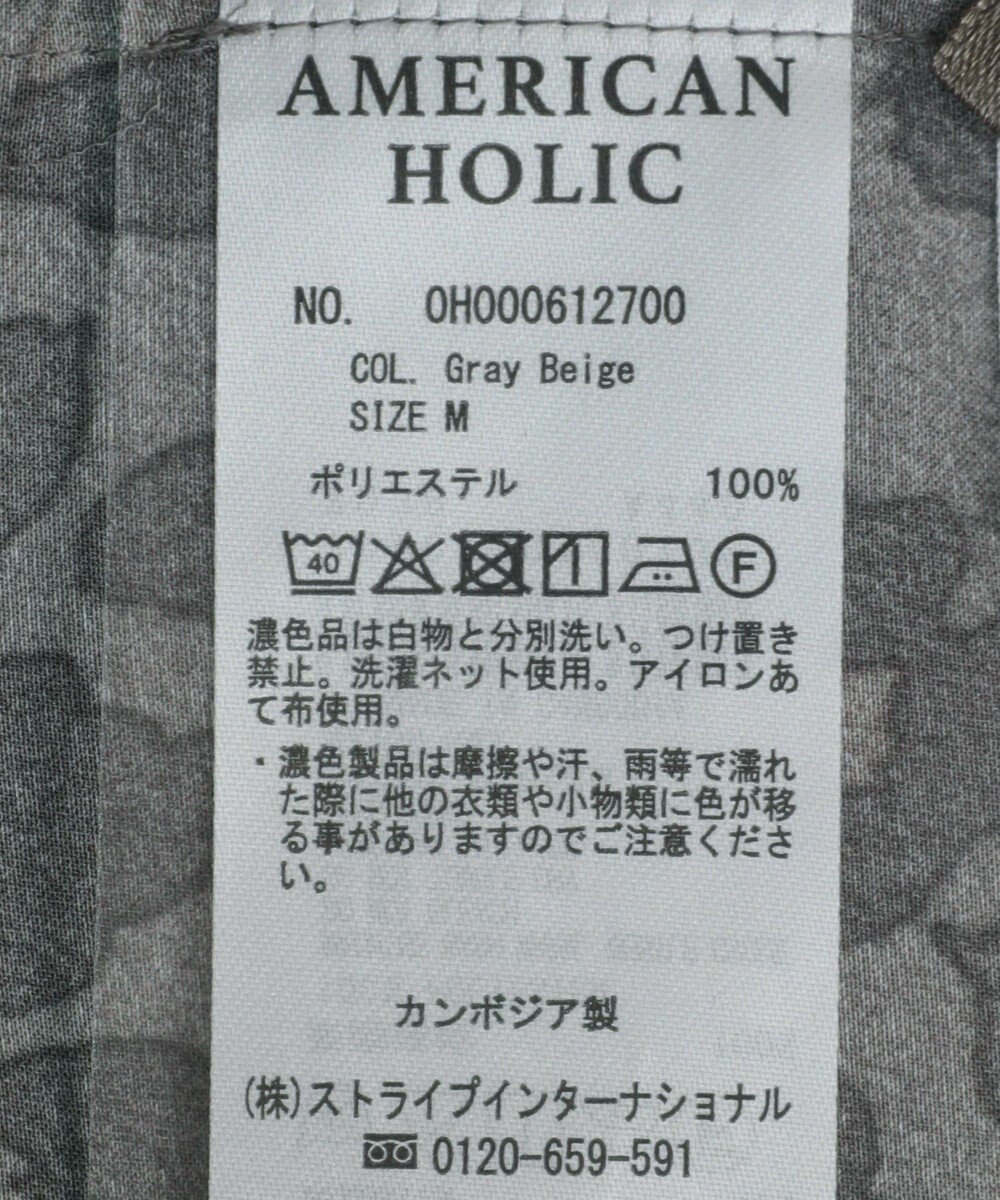 AMERICAN
HOLIC
NO. 0H000612700
COL. Gray Beige
SIZE M
ポリエステル 100%
40 F
濃色品は白物と分別洗い。つけ置き
禁止。洗濯ネット使用。アイロンあ
て布使用。
・濃色製品は摩擦や汗、雨等で濡れ
た際に他の衣類や小物類に色が移
る事がありますのでご注意くださ
い。
カンボジア製
(株)ストライプインターナショナル
0120-659-591